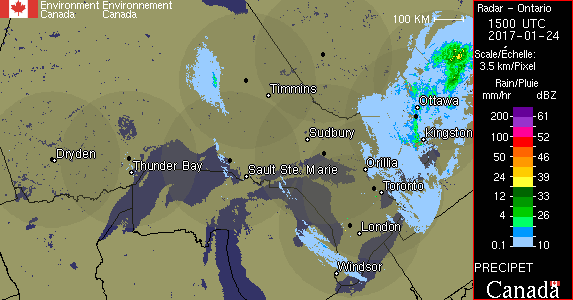 Environment Environnement
Canada Canada
100 KM
Timmins
Ottawa
Sudbury
Kingston
Dryden
Thunder Bay
Sault Ste. Marie
Orillia
Toronto
London
Windsor
Radar - Ontario
1500 UTC
2017-01-24
Scale/Échelle:
3.5 km/Pixel
Rain/Pluie
mm/hr dBZ
200 61
100 52
50 46
24 39
12 33
4 26
0.1 10
PRECIPET
Canada